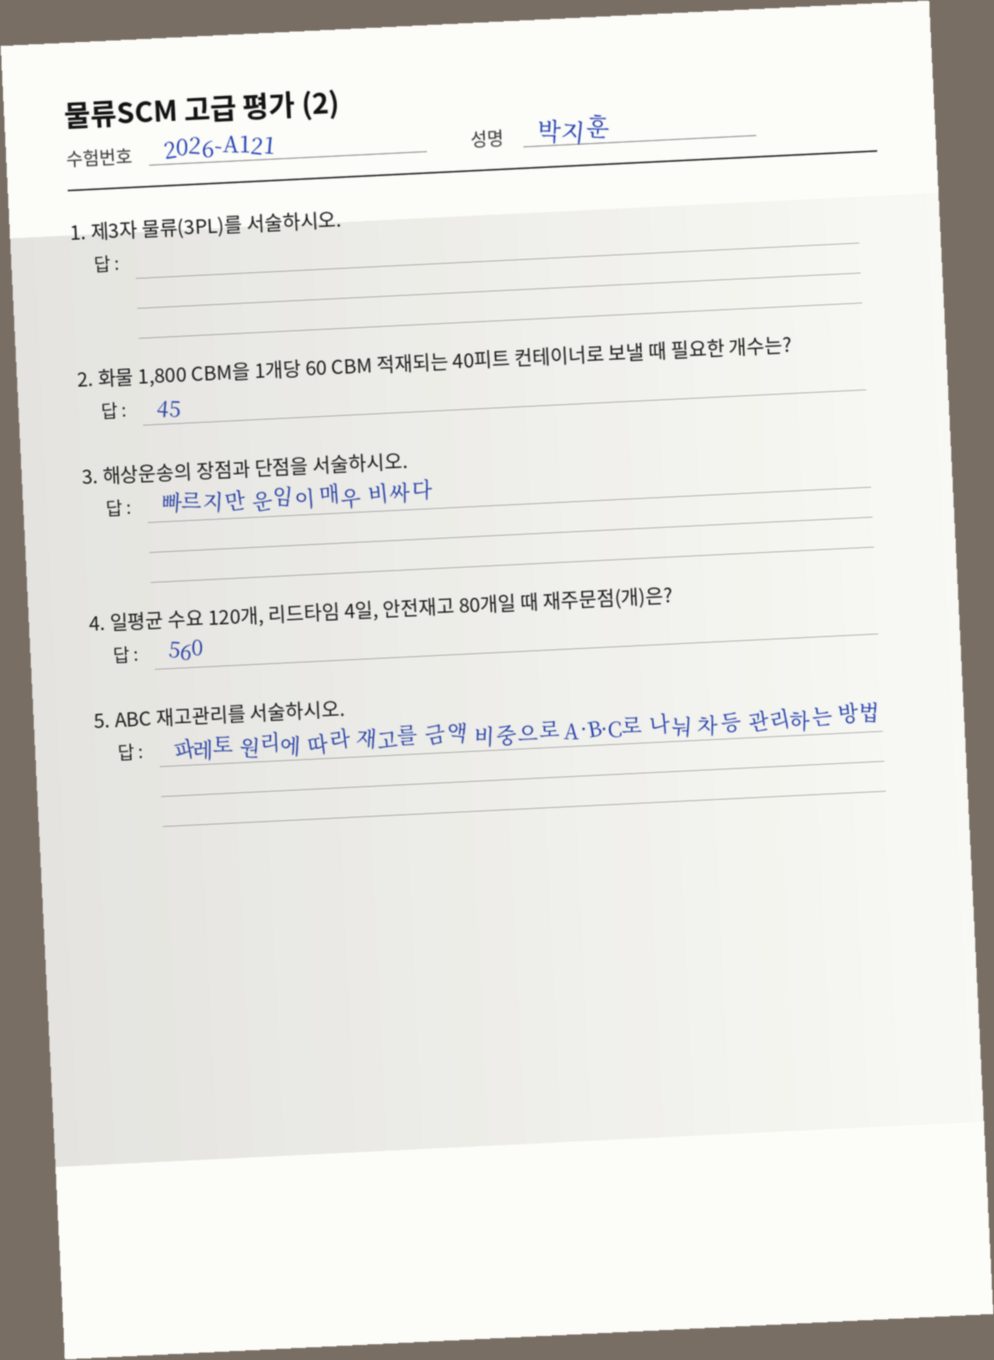 물류SCM 고급 평가 (2)
수험번호 2026-A121 성명 박지훈
1. 제3자 물류(3PL)를 서술하시오.
답 :
2. 화물 1,800 CBM을 1개당 60 CBM 적재되는 40피트 컨테이너로 보낼 때 필요한 개수는?
답 : 45
3. 해상운송의 장점과 단점을 서술하시오.
답 : 빠르지만 운임이 매우 비싸다
4. 일평균 수요 120개, 리드타임 4일, 안전재고 80개일 때 재주문점(개)은?
답 : 560
5. ABC 재고관리를 서술하시오.
답 : 파레토 원리에 따라 재고를 금액 비중으로 A·B·C로 나눠 차등 관리하는 방법